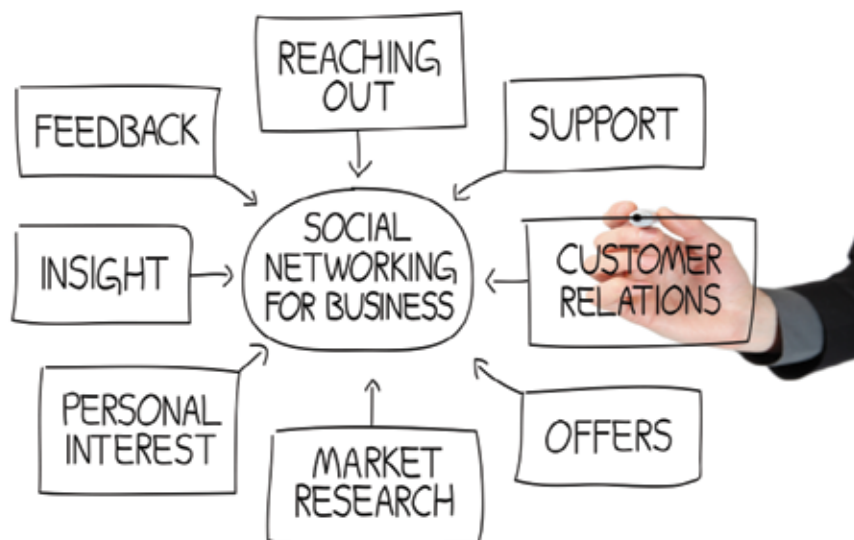 REACHING
OUT
FEEDBACK
SUPPORT
SOCIAL
NETWORKING
FOR BUSINESS
INSIGHT
CUSTOMER
RELATIONS
PERSONAL
INTEREST
MARKET
RESEARCH
OFFERS